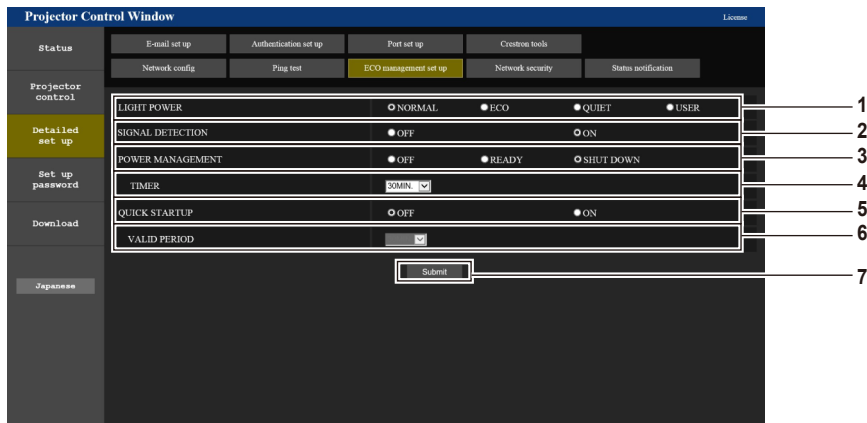 Projector Control Window License
Status
E-mail set up Authentication set up Port set up Crestron tools
Network config Ping test ECO management set up Network security Status notification
Projector
control
Detailed
set up
Set up
password
Download
Japanese
LIGHT POWER NORMAL ECO QUIET USER 1
SIGNAL DETECTION OFF ON 2
POWER MANAGEMENT OFF READY SHUT DOWN 3
TIMER 30MIN. 4
QUICK STARTUP OFF ON 5
VALID PERIOD 6
Submit 7